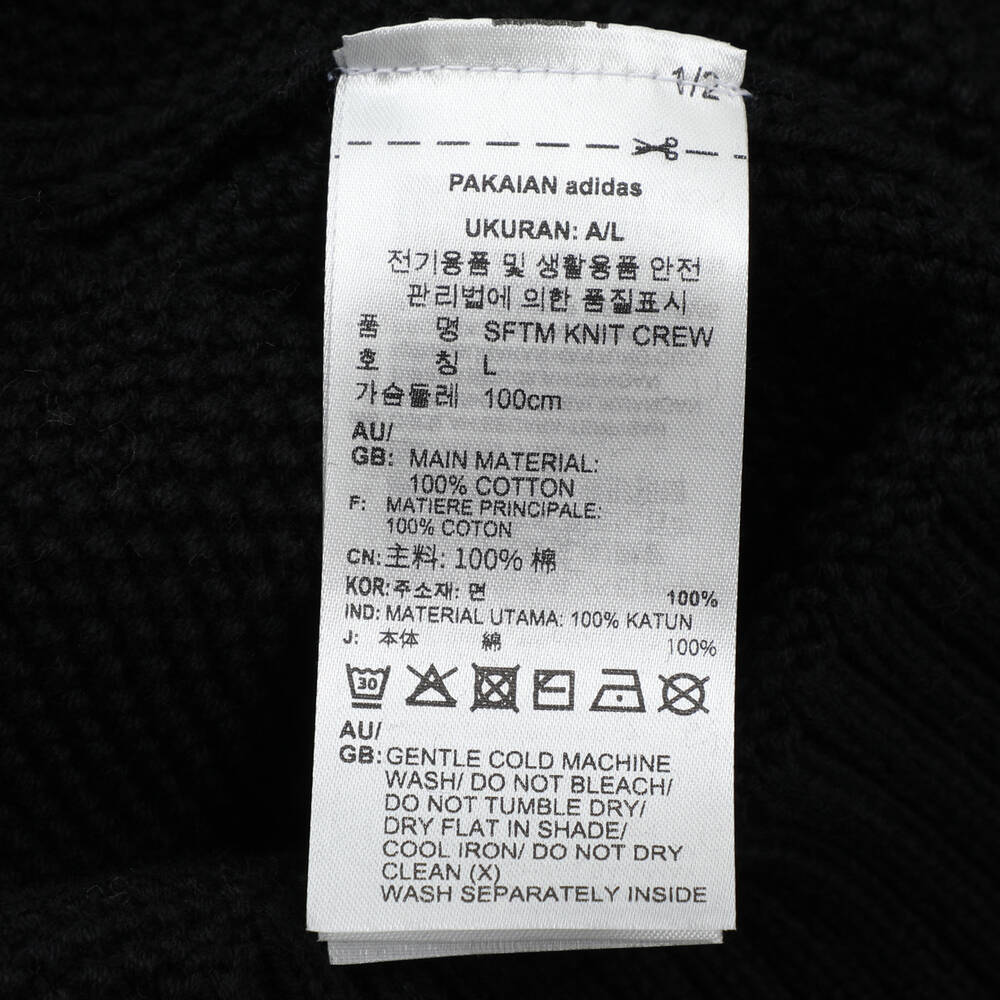 1/2
PAKAIAN adidas
UKURAN: A/L
전기용품 및 생활용품 안전
관리법에 의한 품질표시
품 명 SFTM KNIT CREW
호 칭 L
가슴둘레 100cm
AU/
GB: MAIN MATERIAL:
100% COTTON
F: MATIERE PRINCIPALE:
100% COTON
CN: 主料: 100% 棉
KOR: 주소재: 면 100%
IND: MATERIAL UTAMA: 100% KATUN
J: 本体 綿 100%
30
AU/
GB: GENTLE COLD MACHINE
WASH/ DO NOT BLEACH/
DO NOT TUMBLE DRY/
DRY FLAT IN SHADE/
COOL IRON/ DO NOT DRY
CLEAN (X)
WASH SEPARATELY INSIDE